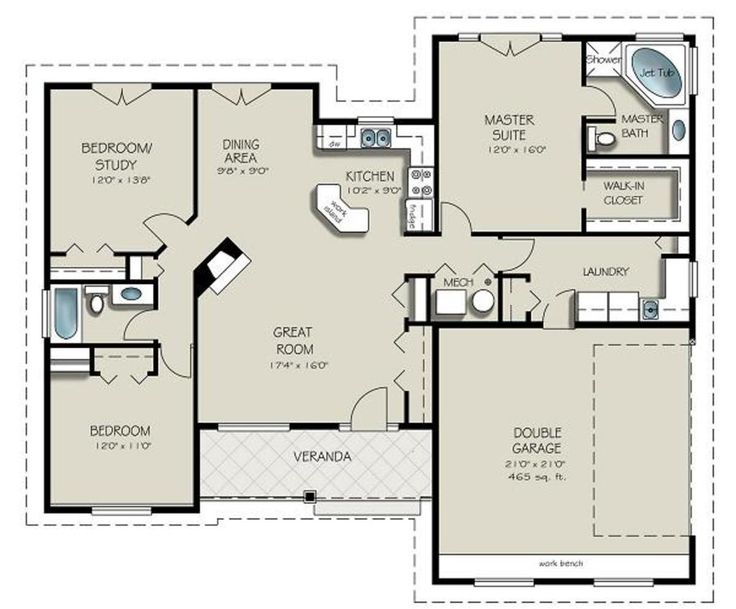 BEDROOM/
STUDY
12'0" x 13'8"
DINING
AREA
9'8" x 9'0"
dw
KITCHEN
10'2" x 9'0"
work
island
fridge
MASTER
SUITE
12'0" x 16'0"
Shower
Jet Tub
MASTER
BATH
WALK-IN
CLOSET
MECH
LAUNDRY
GREAT
ROOM
17'4" x 16'0"
BEDROOM
12'0" x 11'0"
VERANDA
DOUBLE
GARAGE
21'0" x 21'0"
465 sq. ft.
work bench